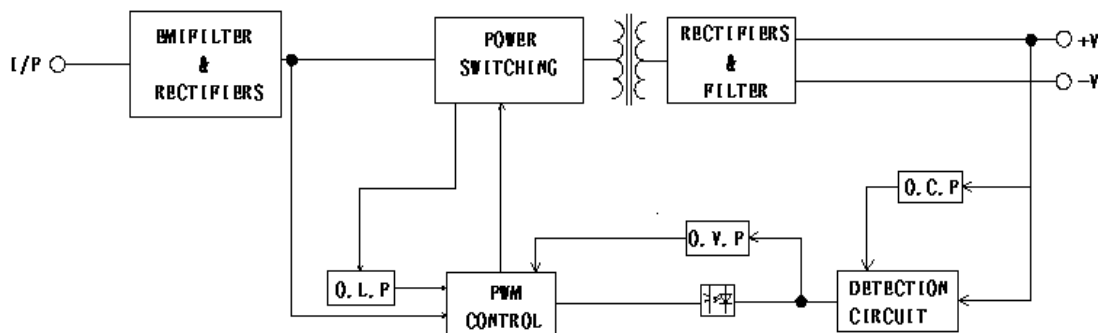 I/P
EMIFILTER
&
RECTIFIERS
POWER
SWITCHING
RECTIFIERS
&
FILTER
+V
-V
O.C.P
O.V.P
O.L.P
PWM
CONTROL
DETECTION
CIRCUIT